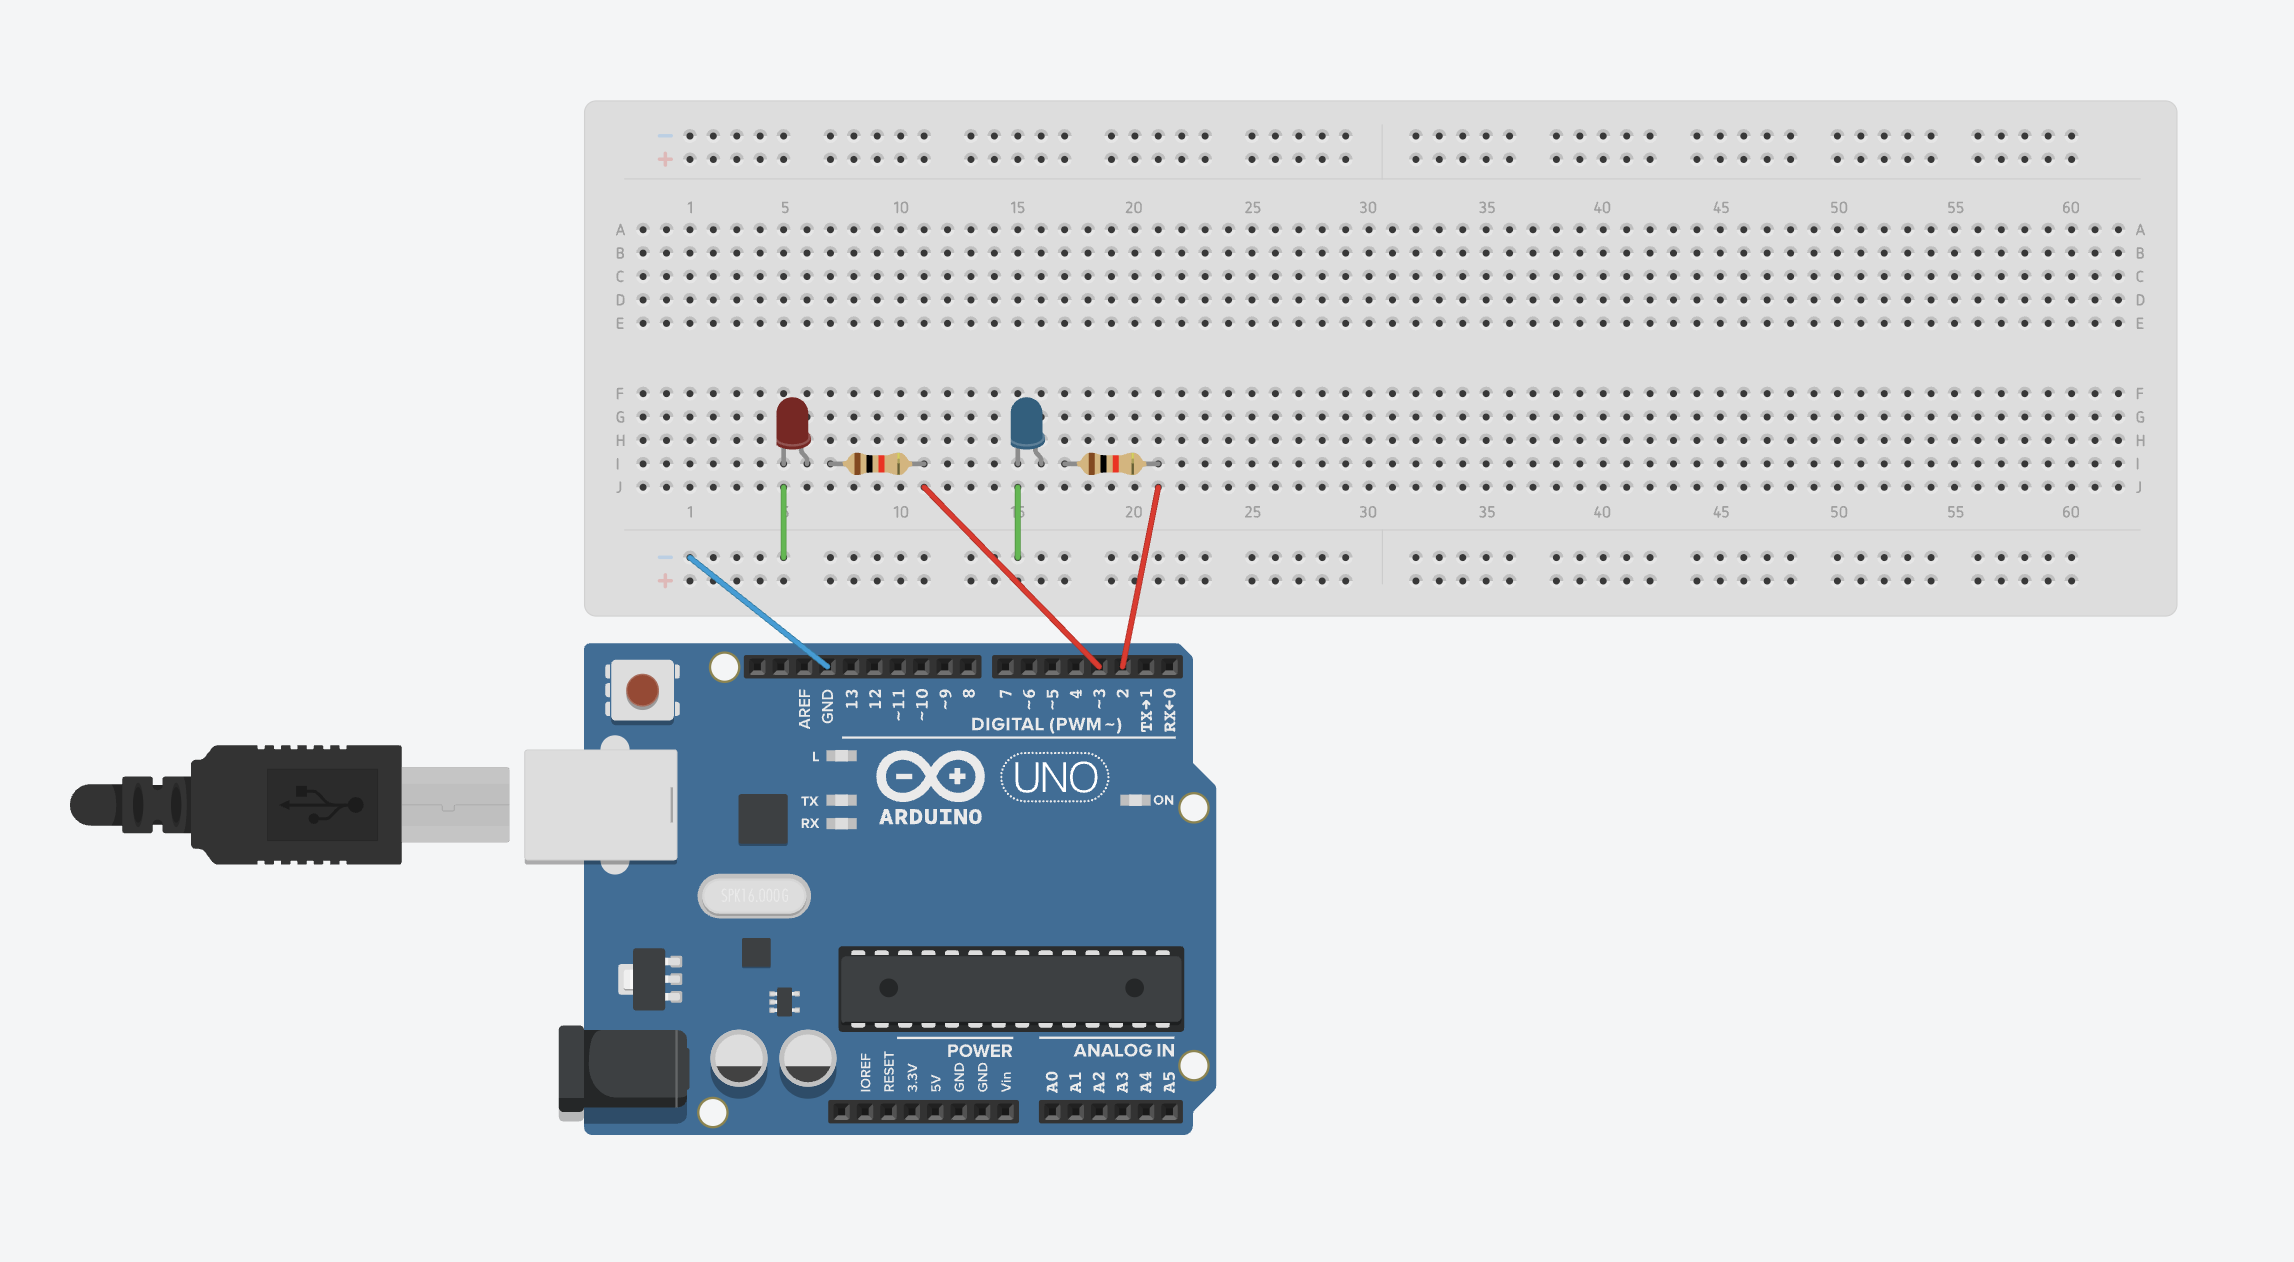 − −
+ +
1 5 10 15 20 25 30 35 40 45 50 55 60
A A
B B
C C
D D
E E
F F
G G
H H
I I
J J
1 5 10 15 20 25 30 35 40 45 50 55 60
−
+
AREF GND 13 12 ~11 ~10 ~9 8 7 ~6 ~5 4 ~3 2 TX→1 RX←0
DIGITAL (PWM ~)
L
UNO
TX
ON
RX
ARDUINO
SPK16.000G
POWER
ANALOG IN
IOREF RESET 3.3V 5V GND GND Vin A0 A1 A2 A3 A4 A5